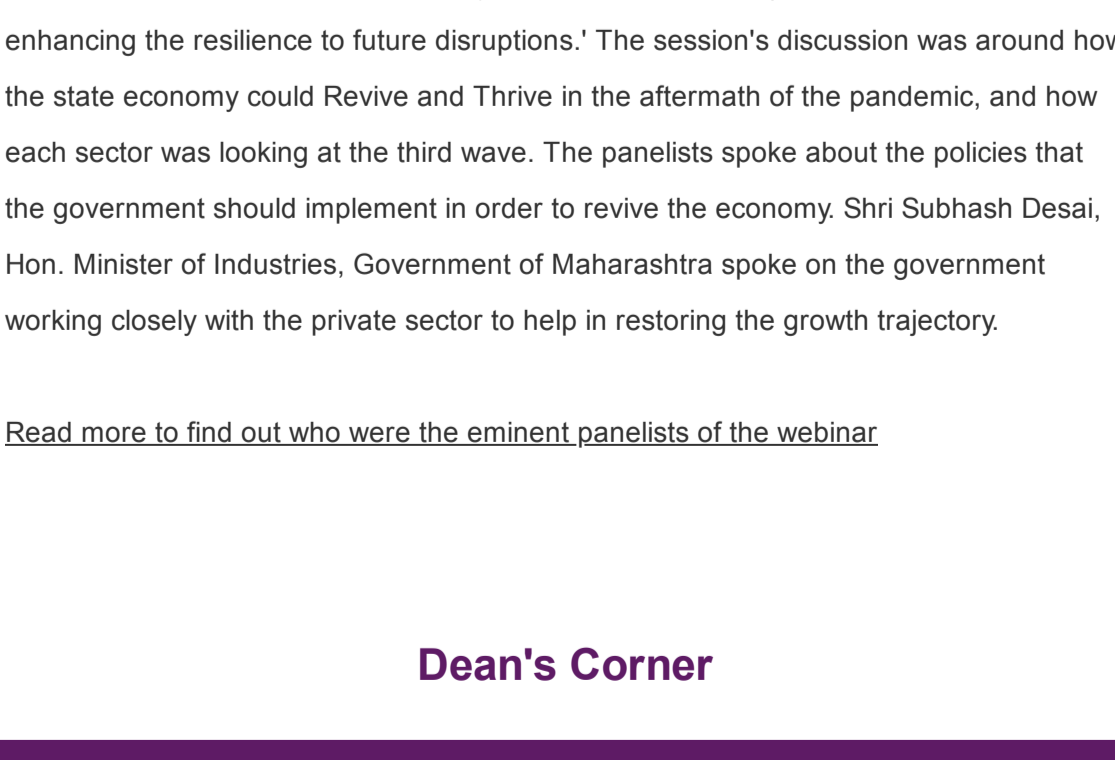 enhancing the resilience to future disruptions.' The session's discussion was around how
the state economy could Revive and Thrive in the aftermath of the pandemic, and how
each sector was looking at the third wave. The panelists spoke about the policies that
the government should implement in order to revive the economy. Shri Subhash Desai,
Hon. Minister of Industries, Government of Maharashtra spoke on the government
working closely with the private sector to help in restoring the growth trajectory.
Read more to find out who were the eminent panelists of the webinar
Dean's Corner